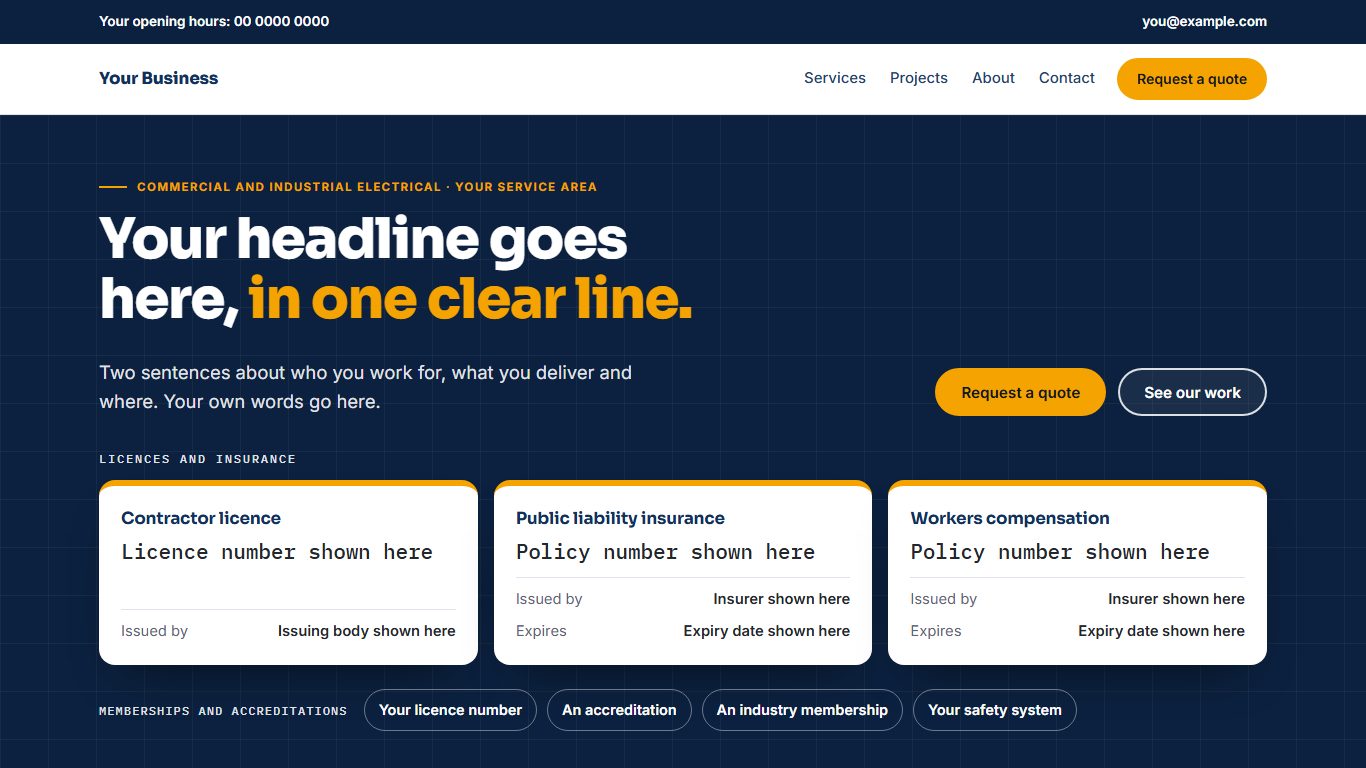 Your opening hours: 00 0000 0000
you@example.com
Your Business
Services
Projects
About
Contact
Request a quote
COMMERCIAL AND INDUSTRIAL ELECTRICAL · YOUR SERVICE AREA
Your headline goes
here, in one clear line.
Two sentences about who you work for, what you deliver and
where. Your own words go here.
Request a quote
See our work
LICENCES AND INSURANCE
Contractor licence
Licence number shown here
Issued by Issuing body shown here
Public liability insurance
Policy number shown here
Issued by Insurer shown here
Expires Expiry date shown here
Workers compensation
Policy number shown here
Issued by Insurer shown here
Expires Expiry date shown here
MEMBERSHIPS AND ACCREDITATIONS
Your licence number
An accreditation
An industry membership
Your safety system